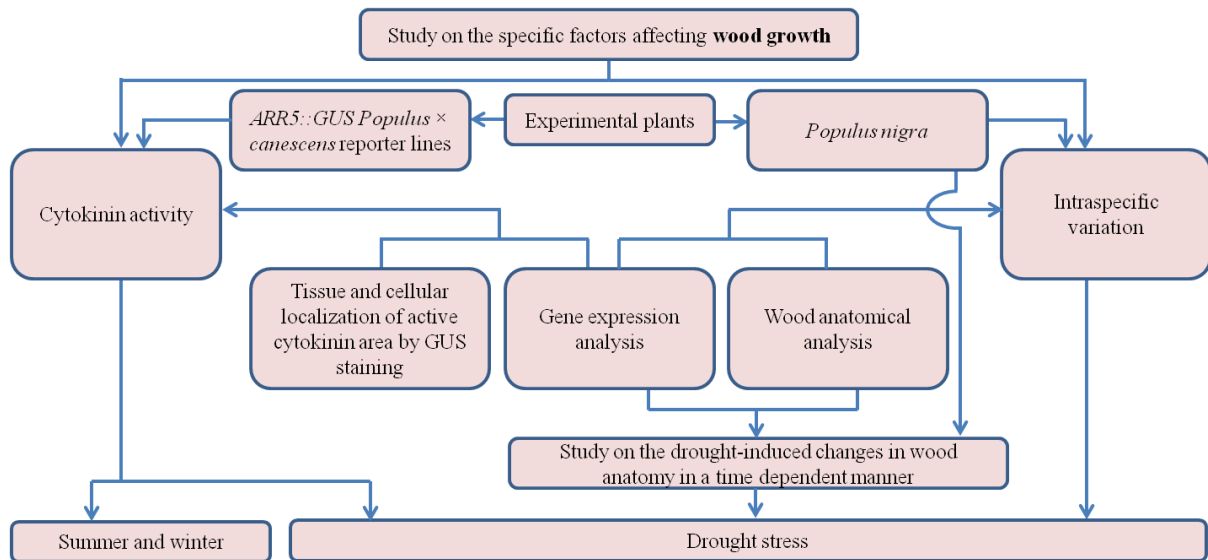 Study on the specific factors affecting wood growth
ARR5::GUS Populus ×
canescens reporter lines
Experimental plants
Populus nigra
Cytokinin activity
Intraspecific
variation
Tissue and cellular
localization of active
cytokinin area by GUS
staining
Gene expression
analysis
Wood anatomical
analysis
Study on the drought-induced changes in wood
anatomy in a time dependent manner
Summer and winter
Drought stress